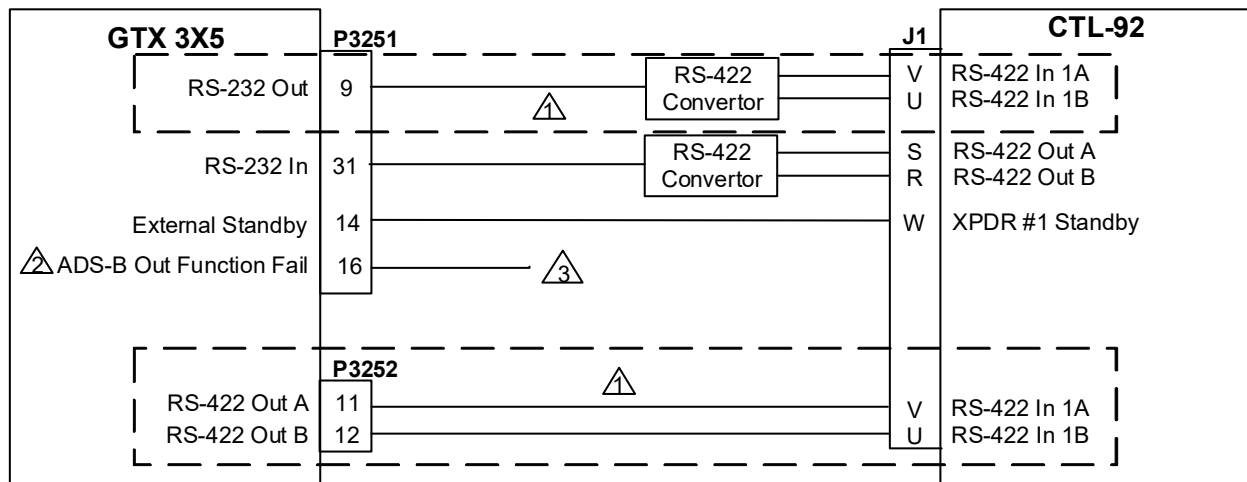 GTX 3X5 P3251 J1 CTL-92
RS-232 Out 9 RS-422 Convertor V RS-422 In 1A
1 U RS-422 In 1B
RS-232 In 31 RS-422 Convertor S RS-422 Out A
R RS-422 Out B
External Standby 14 W XPDR #1 Standby
2 ADS-B Out Function Fail 16 3
P3252
1
RS-422 Out A 11 V RS-422 In 1A
RS-422 Out B 12 U RS-422 In 1B